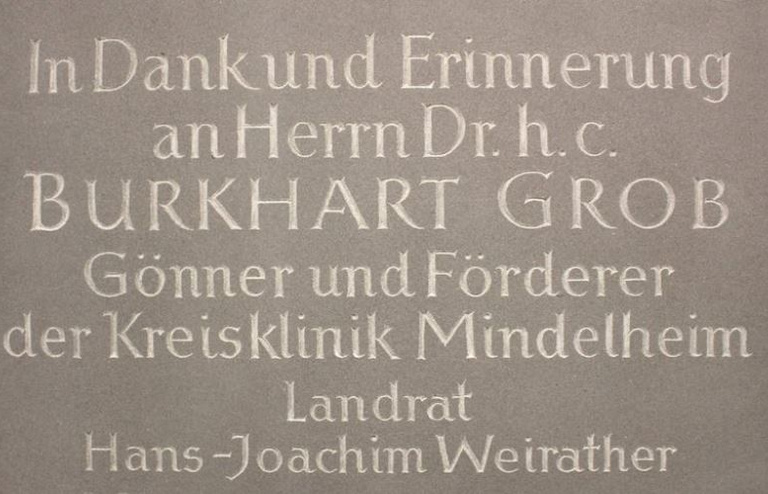 In Dank und Erinnerung
an Herrn Dr. h. c.
BURKHART GROB
Gönner und Förderer
der Kreisklinik Mindelheim
Landrat
Hans-Joachim Weirather